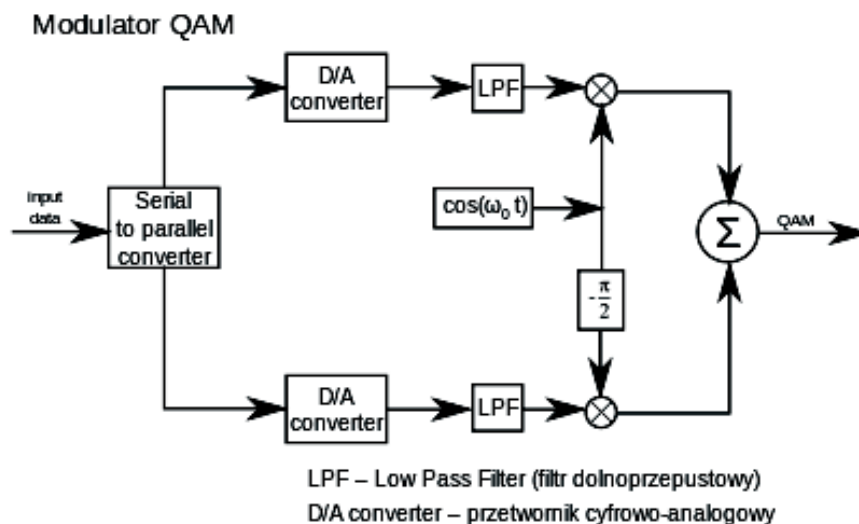 Modulator QAM
D/A
converter
LPF
input
data
Serial
to parallel
converter
cos(ω₀ t)
Σ
QAM
-π/2
D/A
converter
LPF
LPF – Low Pass Filter (filtr dolnoprzepustowy)
D/A converter – przetwornik cyfrowo-analogowy